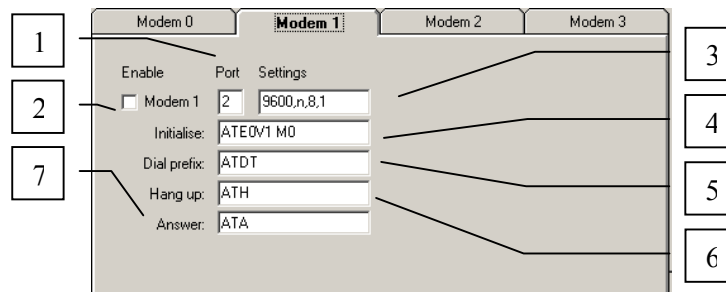 Modem 0 Modem 1 Modem 2 Modem 3
1
3
Enable Port Settings
2
Modem 1 2 9600,n,8,1
4
Initialise: ATE0V1 M0
Dial prefix: ATDT
7
5
Hang up: ATH
Answer: ATA
6